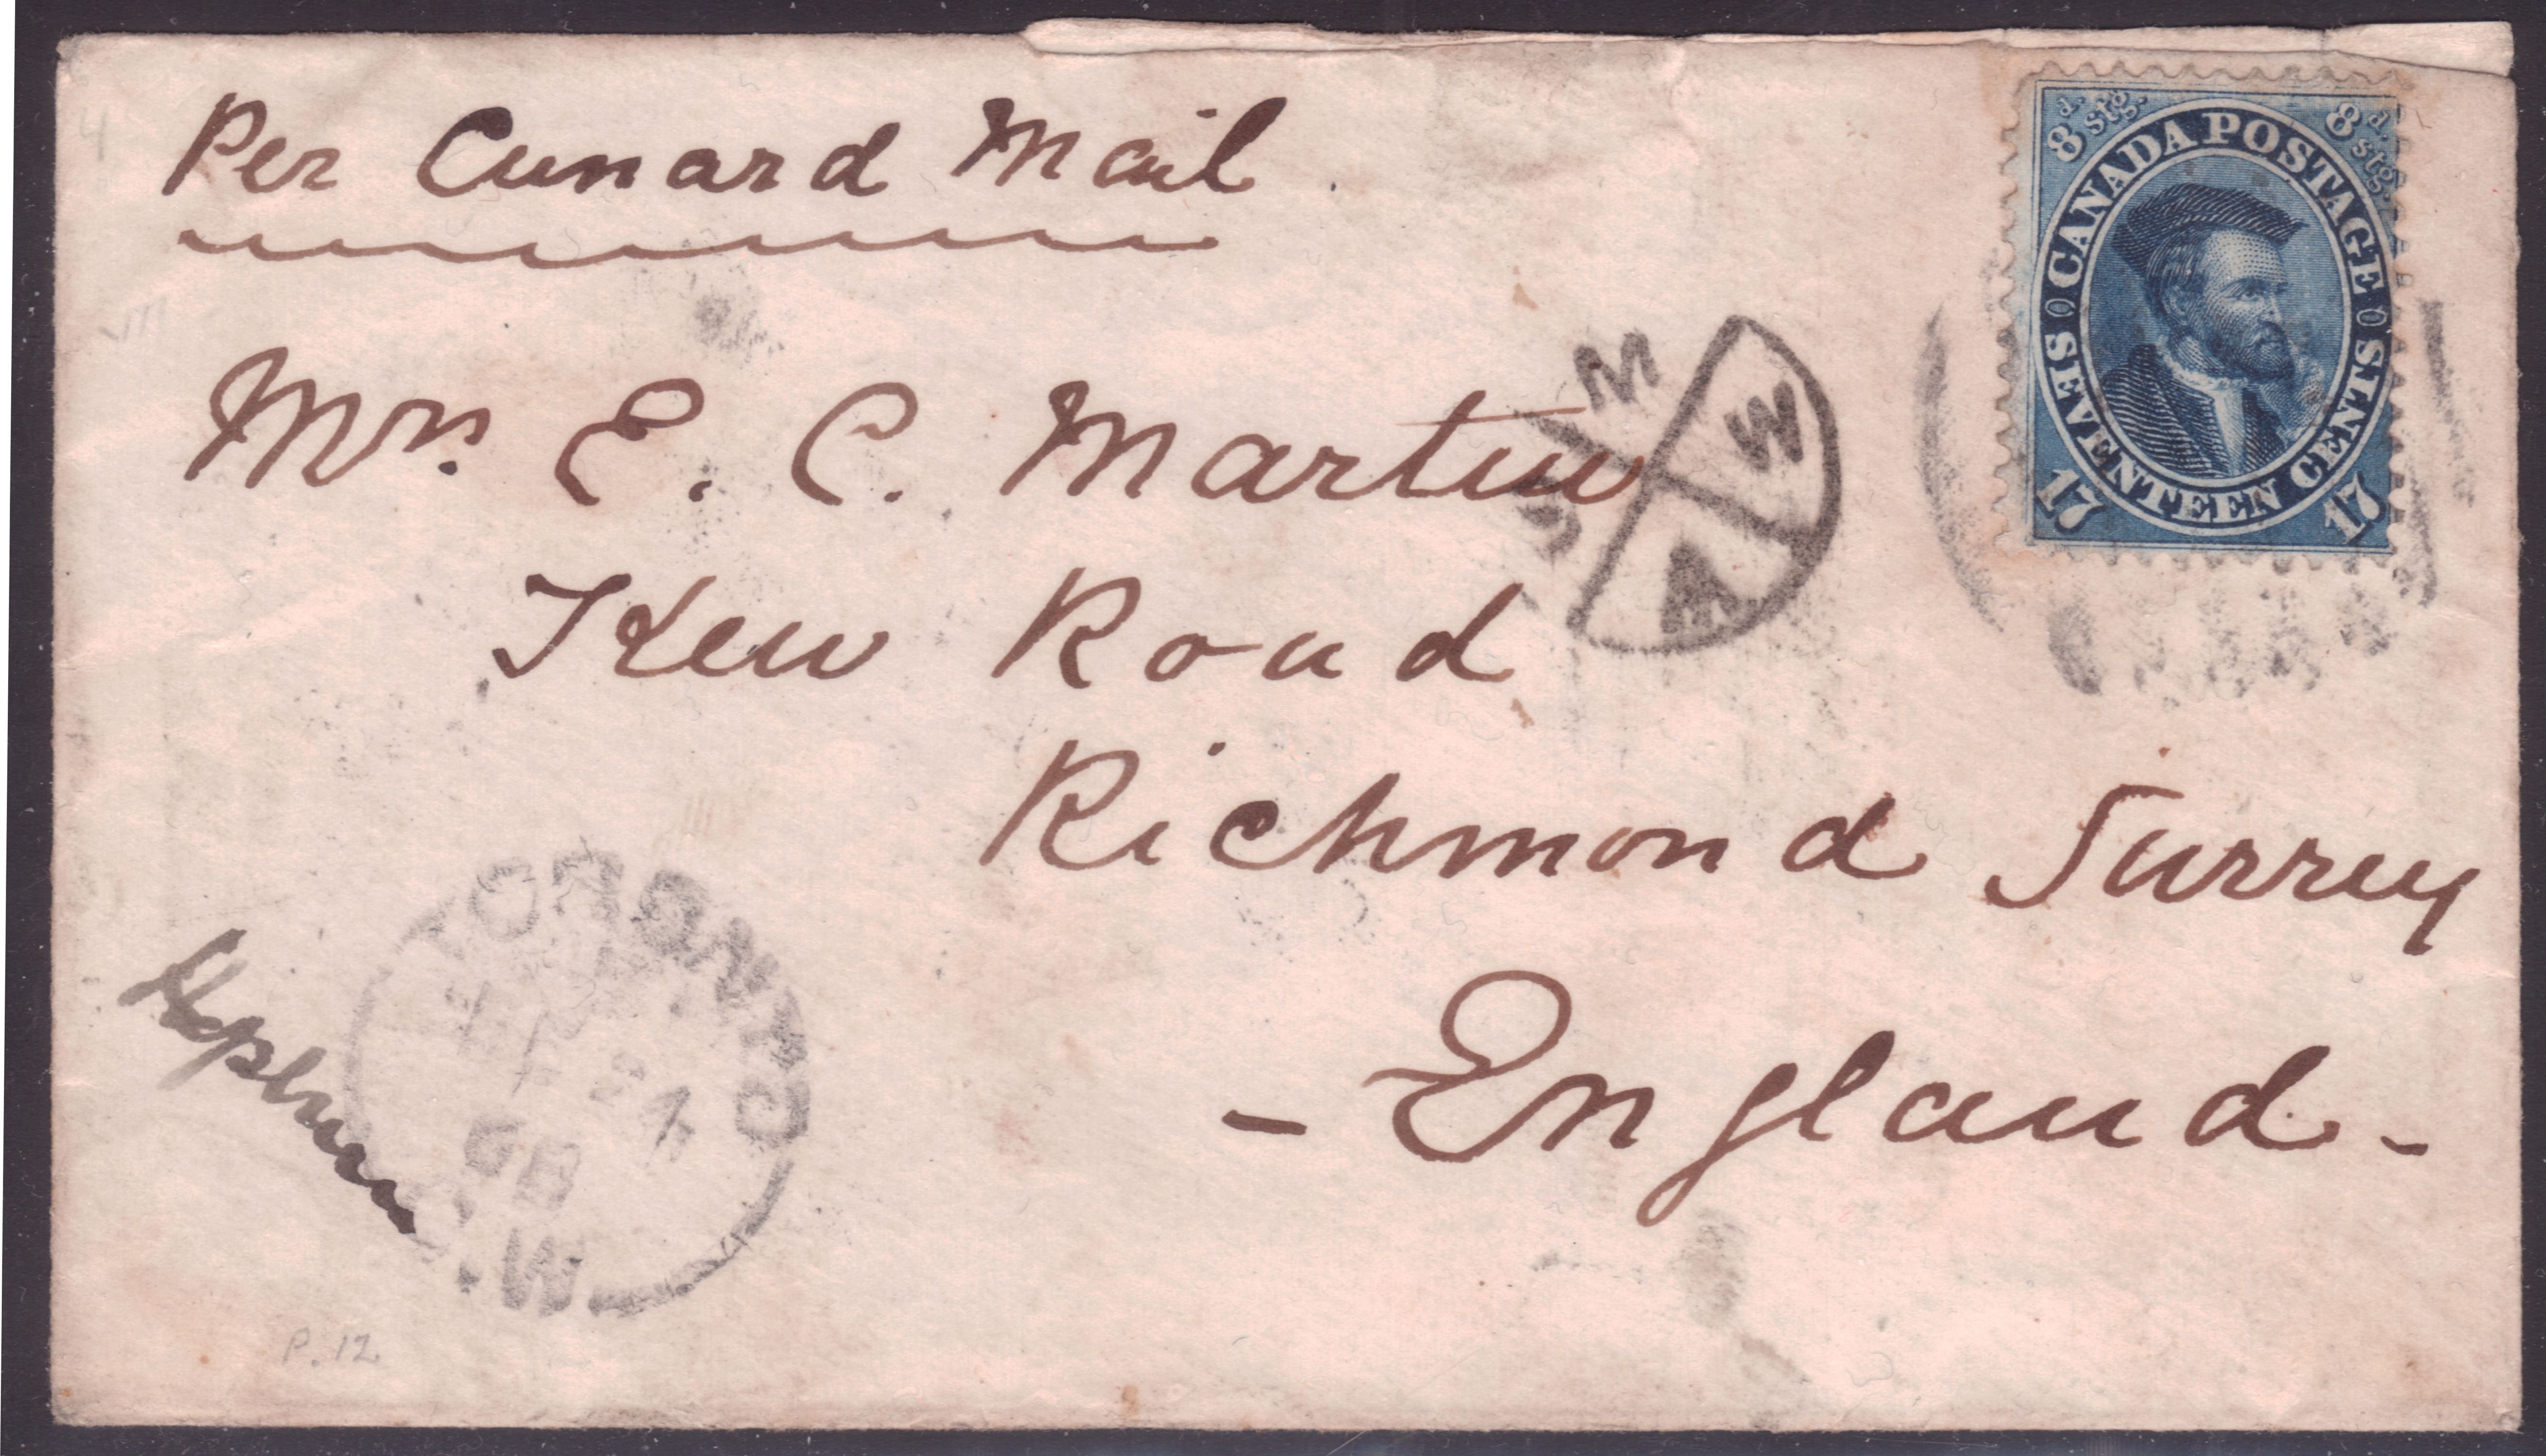 Per Cunard Mail
8d. stg. 8d. stg.
CANADA POSTAGE
SEVENTEEN CENTS
17 17
Mrs. E. C. Martin
Kew Road
Richmond Surrey
- England -
TORONTO
C.W.
P. 12